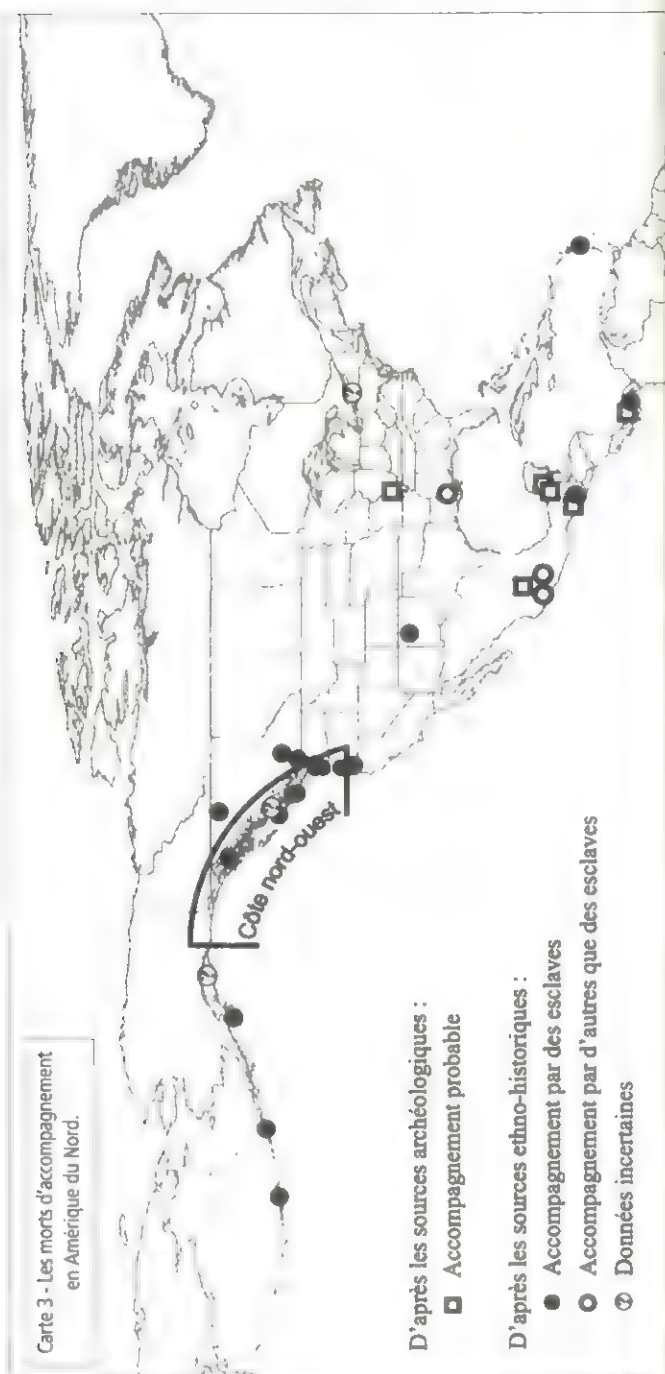 Carte 3 - Les morts d'accompagnement
en Amérique du Nord.
Côte nord-ouest
D'après les sources archéologiques :
Accompagnement probable
D'après les sources ethno-historiques :
Accompagnement par des esclaves
Accompagnement par d'autres que des esclaves
? Données incertaines
?
?
?